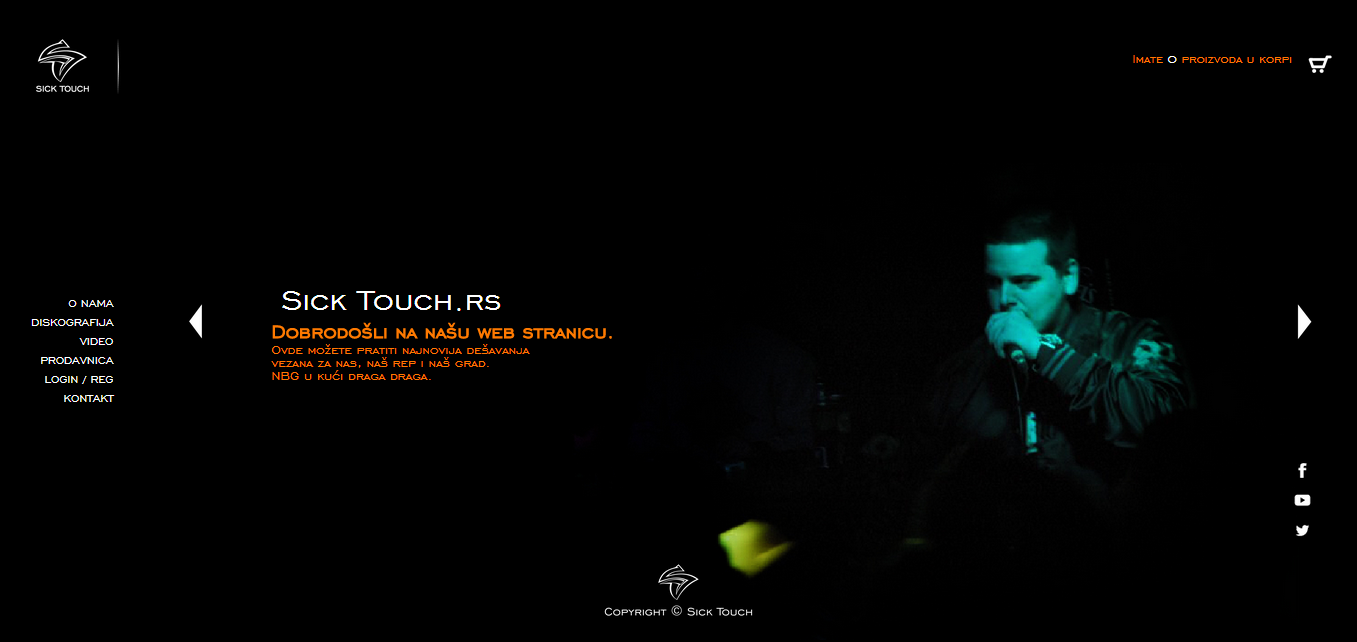 SICK TOUCH
Imate 0 proizvoda u korpi
O NAMA
DISKOGRAFIJA
VIDEO
PRODAVNICA
LOGIN / REG
KONTAKT
Sick Touch.rs
Dobrodošli na našu web stranicu.
Ovde možete pratiti najnovija dešavanja
vezana za nas, naš rep i naš grad.
NBG u kući draga draga.
Copyright © Sick Touch